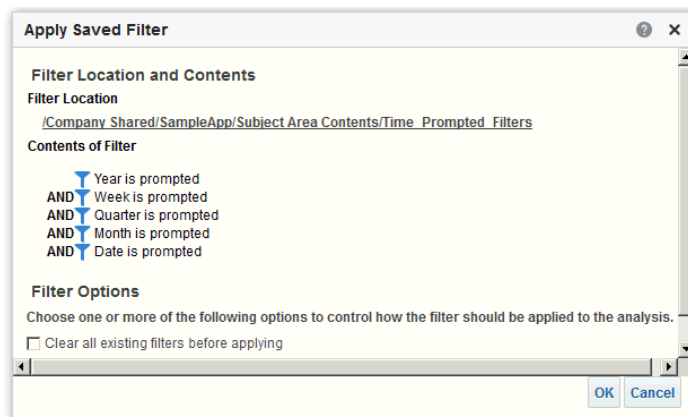 Apply Saved Filter
Filter Location and Contents
Filter Location
/Company Shared/SampleApp/Subject Area Contents/Time_Prompted_Filters
Contents of Filter
Year is prompted
AND Week is prompted
AND Quarter is prompted
AND Month is prompted
AND Date is prompted
Filter Options
Choose one or more of the following options to control how the filter should be applied to the analysis.
Clear all existing filters before applying
OK Cancel